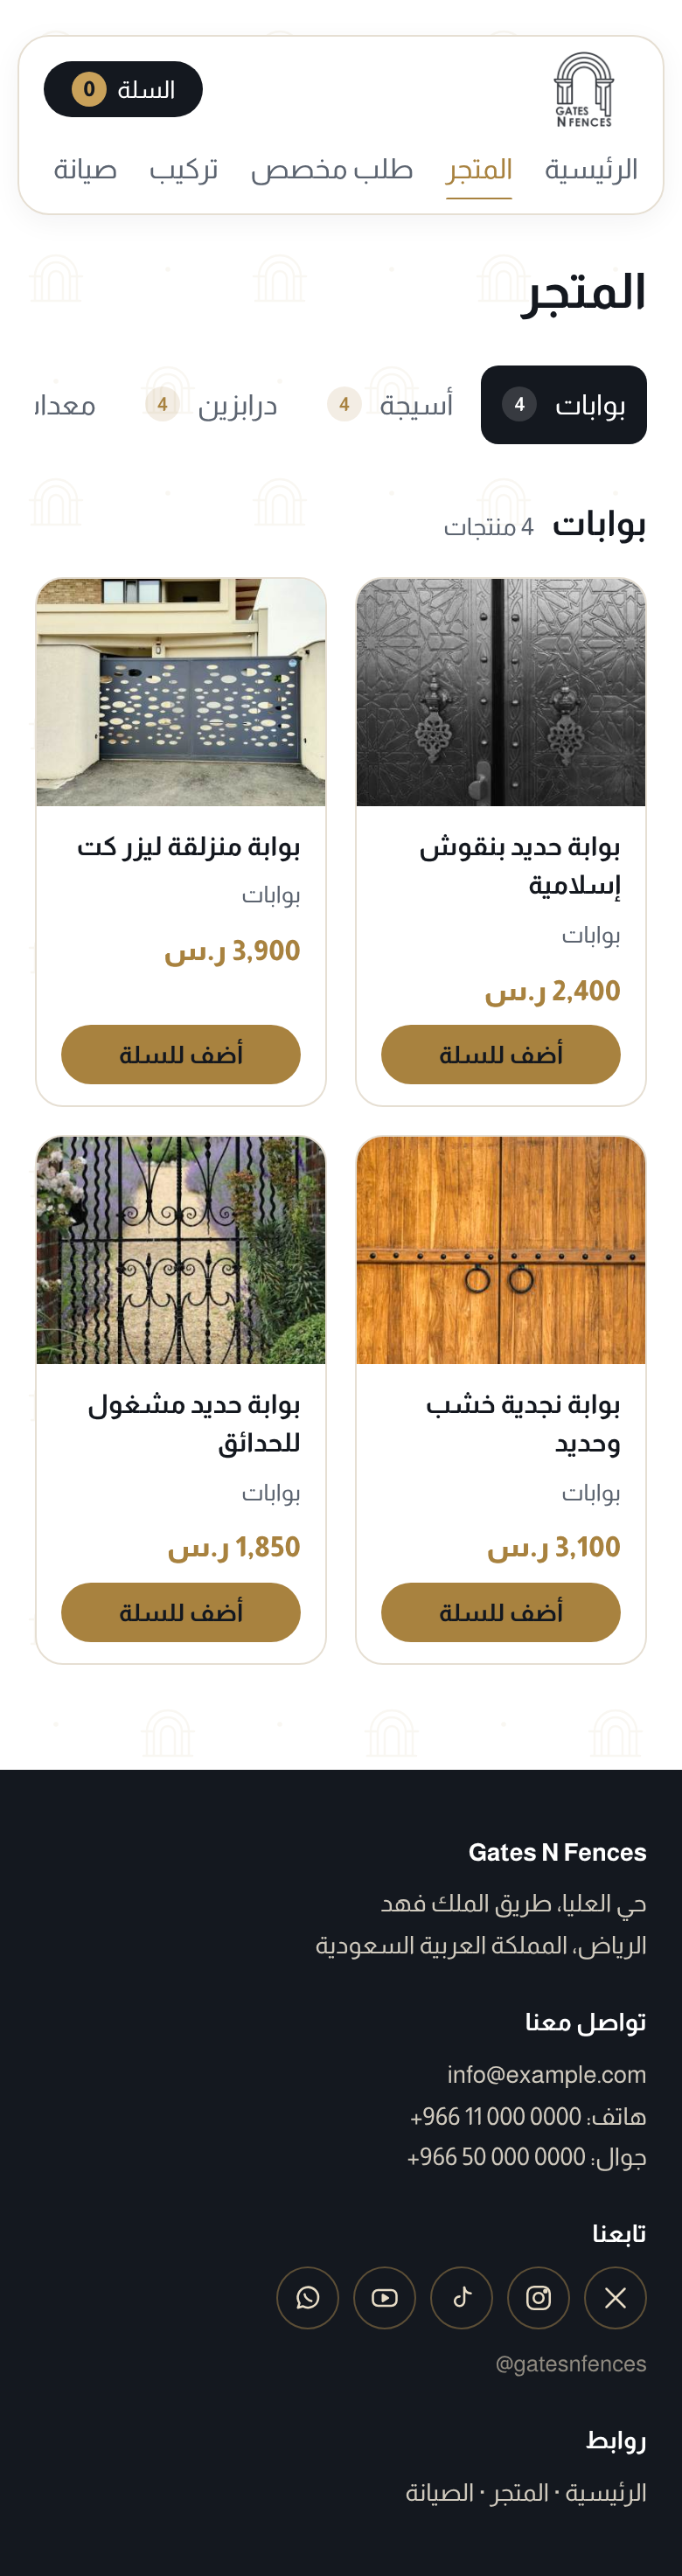 GATES
N FENCES
السلة 0
الرئيسية المتجر طلب مخصص تركيب صيانة
المتجر
بوابات 4 أسيجة 4 درابزين 4
بوابات 4 منتجات
بوابة حديد بنقوش
إسلامية
بوابات
2,400 ر.س
أضف للسلة
بوابة منزلقة ليزر كت
بوابات
3,900 ر.س
أضف للسلة
بوابة نجدية خشب
وحديد
بوابات
3,100 ر.س
أضف للسلة
بوابة حديد مشغول
للحدائق
بوابات
1,850 ر.س
أضف للسلة
Gates N Fences
حي العليا، طريق الملك فهد
الرياض، المملكة العربية السعودية
تواصل معنا
info@example.com
هاتف: 0000 000 11 966+
جوال: 0000 000 50 966+
تابعنا
@gatesnfences
روابط
الرئيسية · المتجر · الصيانة